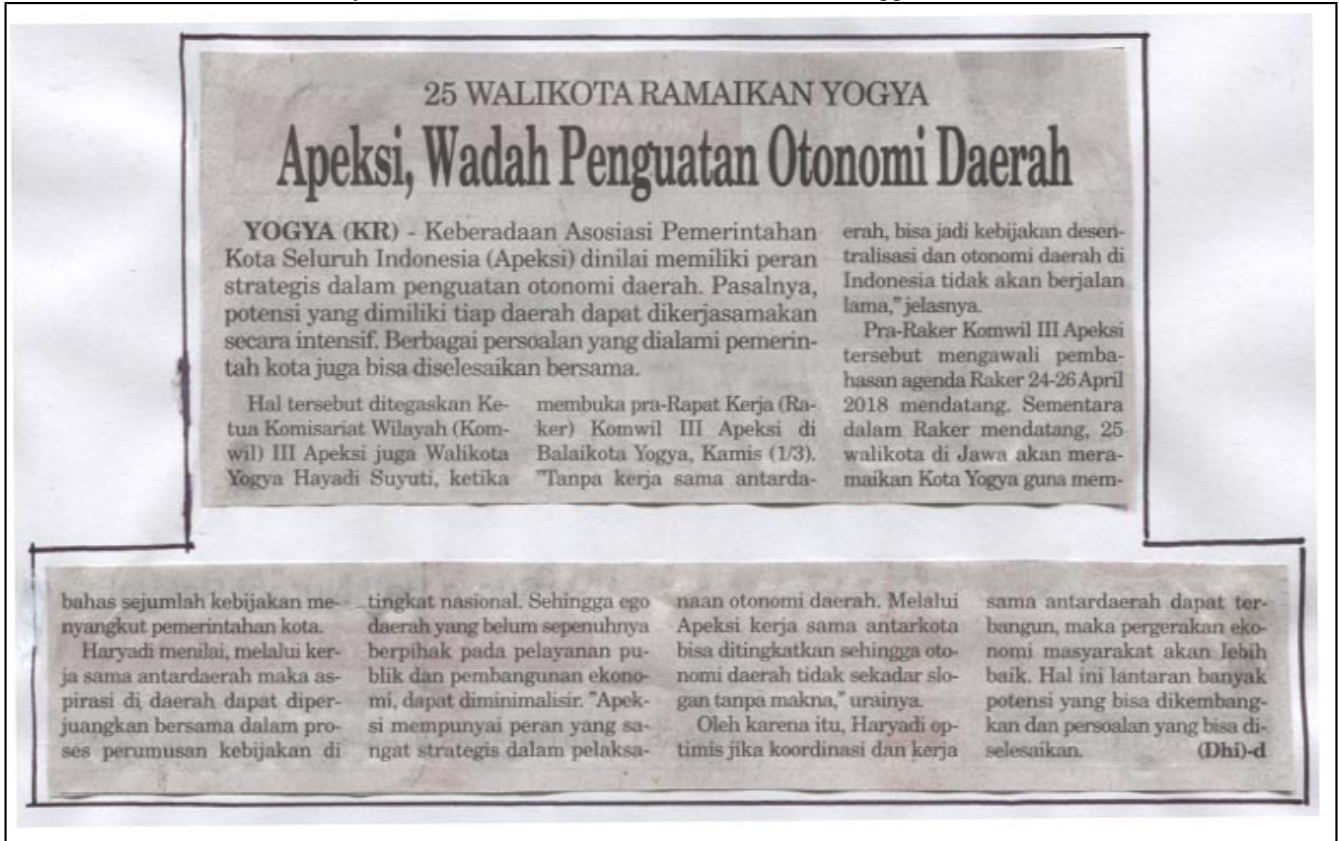 25 WALIKOTA RAMAIKAN YOGYA
Apeksi, Wadah Penguatan Otonomi Daerah
YOGYA (KR) - Keberadaan Asosiasi Pemerintahan
Kota Seluruh Indonesia (Apeksi) dinilai memiliki peran
strategis dalam penguatan otonomi daerah. Pasalnya,
potensi yang dimiliki tiap daerah dapat dikerjasamakan
secara intensif. Berbagai persoalan yang dialami pemerin-
tah kota juga bisa diselesaikan bersama.
Hal tersebut ditegaskan Ke-
tua Komisariat Wilayah (Kom-
wil) III Apeksi juga Walikota
Yogya Hayadi Suyuti, ketika
membuka pra-Rapat Kerja (Ra-
ker) Komwil III Apeksi di
Balaikota Yogya, Kamis (1/3).
"Tanpa kerja sama antarda-
erah, bisa jadi kebijakan desen-
tralisasi dan otonomi daerah di
Indonesia tidak akan berjalan
lama," jelasnya.
Pra-Raker Komwil III Apeksi
tersebut mengawali pemba-
hasan agenda Raker 24-26 April
2018 mendatang. Sementara
dalam Raker mendatang, 25
walikota di Jawa akan mera-
maikan Kota Yogya guna mem-
bahas sejumlah kebijakan me-
nyangkut pemerintahan kota.
Haryadi menilai, melalui ker-
ja sama antardaerah maka as-
pirasi di daerah dapat diper-
juangkan bersama dalam pro-
ses perumusan kebijakan di
tingkat nasional. Sehingga ego
daerah yang belum sepenuhnya
berpihak pada pelayanan pu-
blik dan pembangunan ekono-
mi, dapat diminimalisir. "Apek-
si mempunyai peran yang sa-
ngat strategis dalam pelaksa-
naan otonomi daerah. Melalui
Apeksi kerja sama antarkota
bisa ditingkatkan sehingga oto-
nomi daerah tidak sekadar slo-
gan tanpa makna," urainya.
Oleh karena itu, Haryadi op-
timis jika koordinasi dan kerja
sama antardaerah dapat ter-
bangun, maka pergerakan eko-
nomi masyarakat akan lebih
baik. Hal ini lantaran banyak
potensi yang bisa dikembang-
kan dan persoalan yang bisa di-
selesaikan. (Dhi)-d